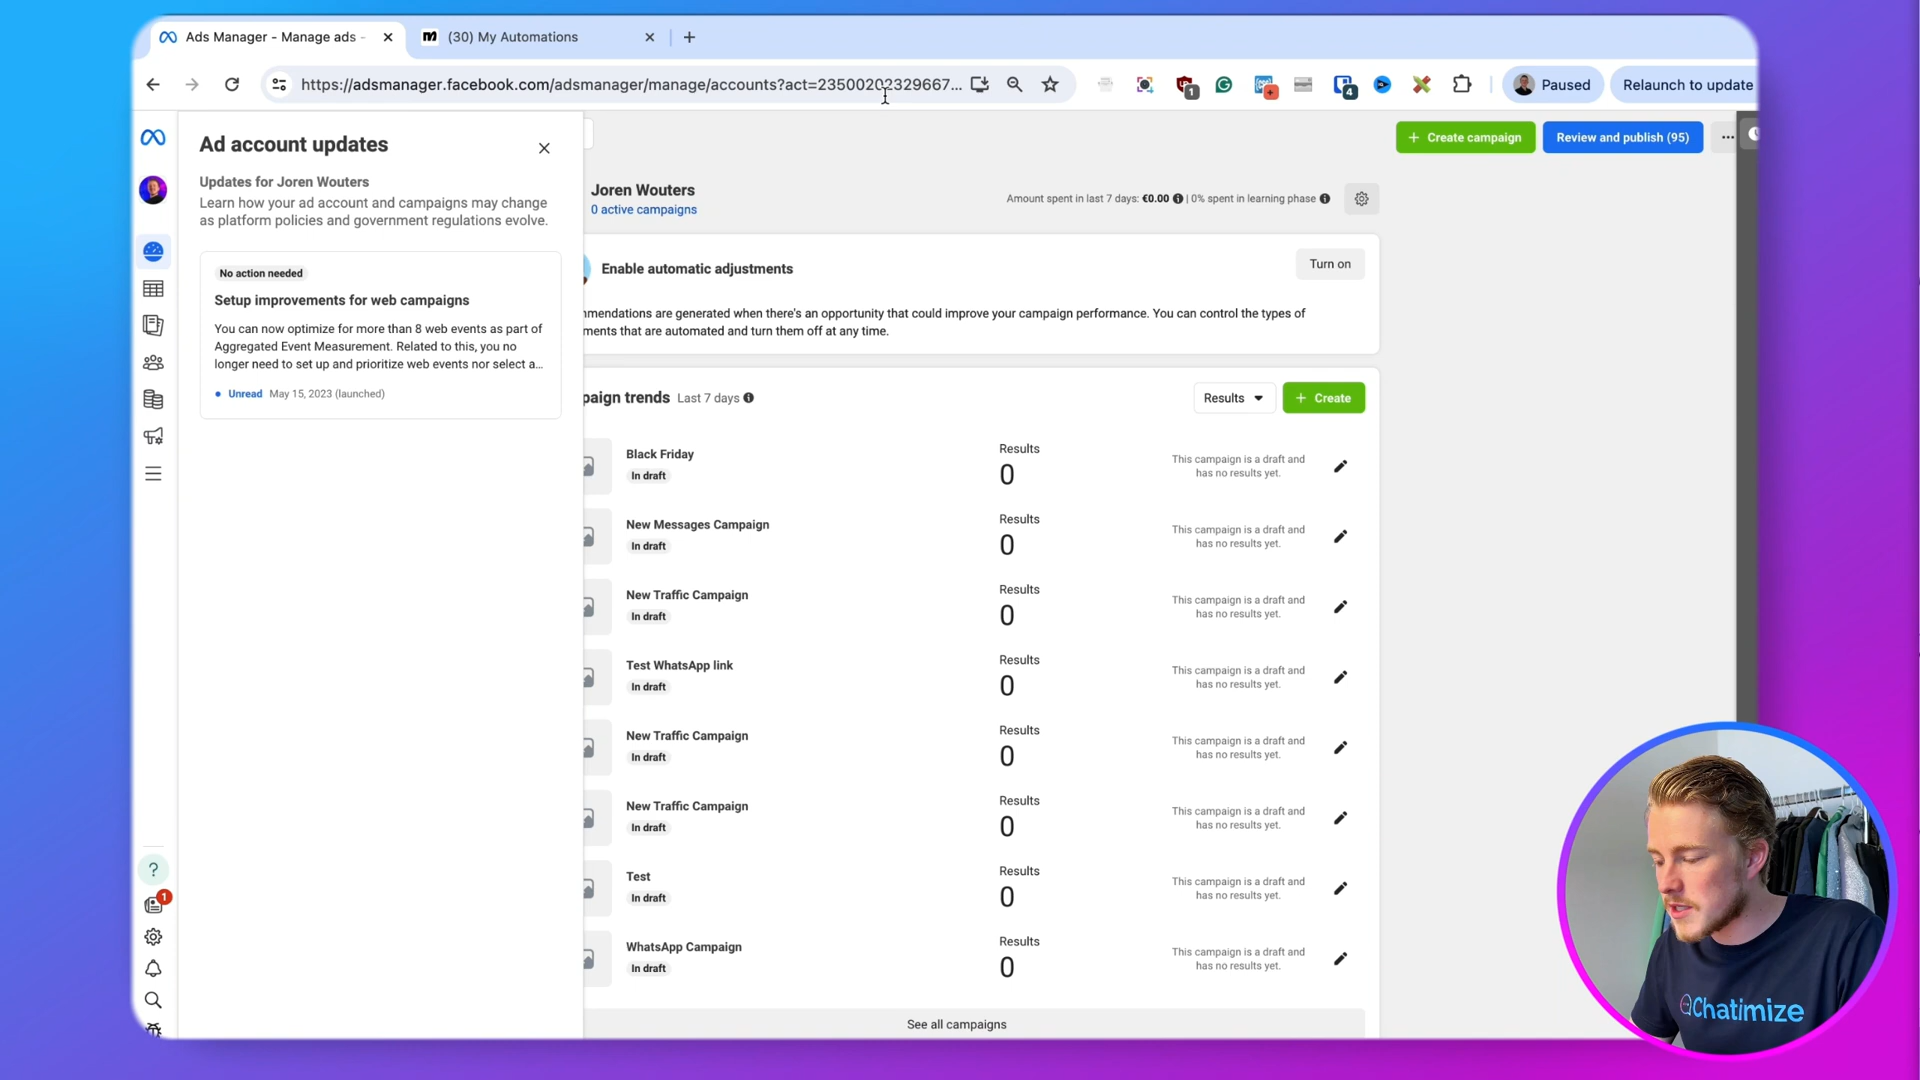 Ads Manager - Manage ads -
(30) My Automations
https://adsmanager.facebook.com/adsmanager/manage/accounts?act=23500202329667...
1
4
Paused
Relaunch to update
Ad account updates
Updates for Joren Wouters
Learn how your ad account and campaigns may change
as platform policies and government regulations evolve.
No action needed
Setup improvements for web campaigns
You can now optimize for more than 8 web events as part of
Aggregated Event Measurement. Related to this, you no
longer need to set up and prioritize web events nor select a...
Unread May 15, 2023 (launched)
1
+ Create campaign
Review and publish (95)
Joren Wouters
0 active campaigns
Amount spent in last 7 days: €0.00 | 0% spent in learning phase
Enable automatic adjustments
Turn on
mmendations are generated when there's an opportunity that could improve your campaign performance. You can control the types of
ments that are automated and turn them off at any time.
paign trends Last 7 days
Results
+ Create
Black Friday
In draft
Results
0
This campaign is a draft and
has no results yet.
New Messages Campaign
In draft
Results
0
This campaign is a draft and
has no results yet.
New Traffic Campaign
In draft
Results
0
This campaign is a draft and
has no results yet.
Test WhatsApp link
In draft
Results
0
This campaign is a draft and
has no results yet.
New Traffic Campaign
In draft
Results
0
This campaign is a draft and
has no results yet.
New Traffic Campaign
In draft
Results
0
This campaign is a draft and
has no results yet.
Test
In draft
Results
0
This campaign is a draft and
has no results yet.
WhatsApp Campaign
In draft
Results
0
This campaign is a draft and
has no results yet.
See all campaigns
Chatimize